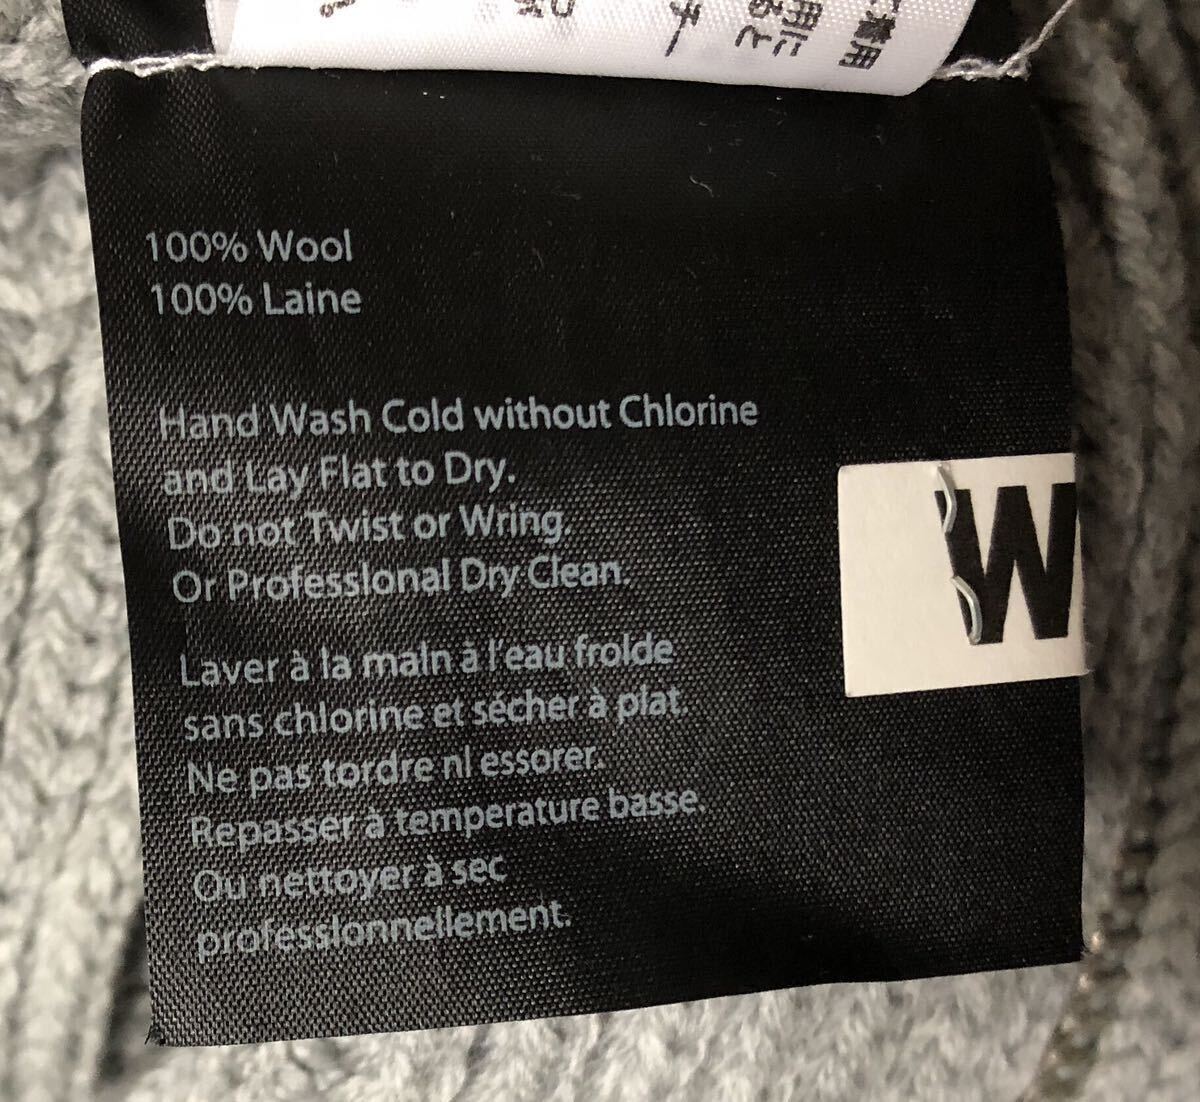 着用
100% Wool
100% Laine
Hand Wash Cold without Chlorine
and Lay Flat to Dry.
Do not Twist or Wring.
Or Professional Dry Clean.
W
Laver à la main à l'eau froide
sans chlorine et sécher à plat.
Ne pas tordre ni essorer.
Repasser à temperature basse.
Ou nettoyer à sec
professionnellement.